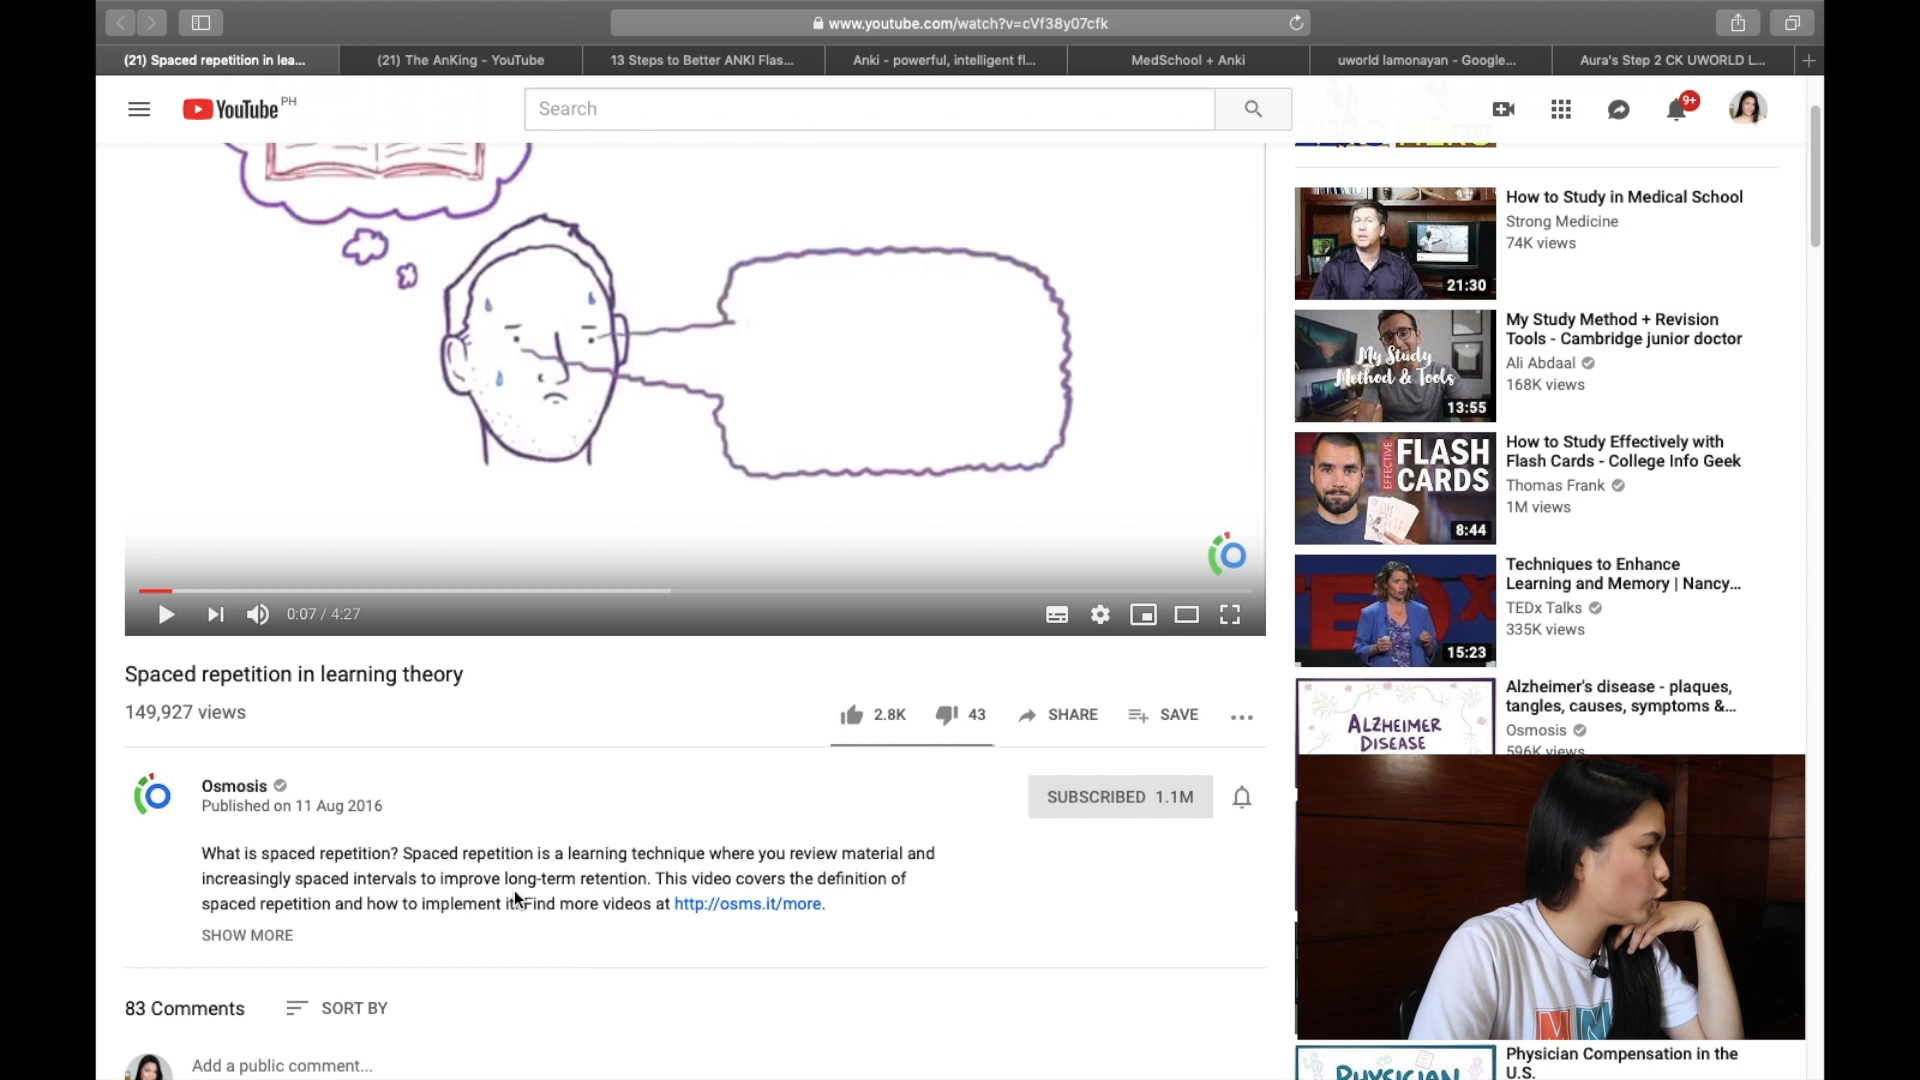 www.youtube.com/watch?v=cVf38y07cfk
(21) Spaced repetition in lea...
(21) The AnKing - YouTube
13 Steps to Better ANKI Flas...
Anki - powerful, intelligent fl...
MedSchool + Anki
uworld lamonayan - Google...
Aura's Step 2 CK UWORLD L...
YouTube PH
Search
9+
How to Study in Medical School
Strong Medicine
74K views
21:30
My Study Method + Revision
Tools - Cambridge junior doctor
Ali Abdaal
168K views
My Study
Method & Tools
13:55
How to Study Effectively with
Flash Cards - College Info Geek
Thomas Frank
1M views
EFFECTIVE
FLASH
CARDS
8:44
Techniques to Enhance
Learning and Memory | Nancy...
TEDx Talks
335K views
TEDx
15:23
Alzheimer's disease - plaques,
tangles, causes, symptoms &...
Osmosis
596K views
ALZHEIMER
DISEASE
0:07 / 4:27
Spaced repetition in learning theory
149,927 views
2.8K
43
SHARE
SAVE
Osmosis
Published on 11 Aug 2016
SUBSCRIBED 1.1M
What is spaced repetition? Spaced repetition is a learning technique where you review material and
increasingly spaced intervals to improve long-term retention. This video covers the definition of
spaced repetition and how to implement it. Find more videos at http://osms.it/more.
SHOW MORE
83 Comments
SORT BY
Add a public comment...
Physician Compensation in the
U.S.
PHYSICIAN